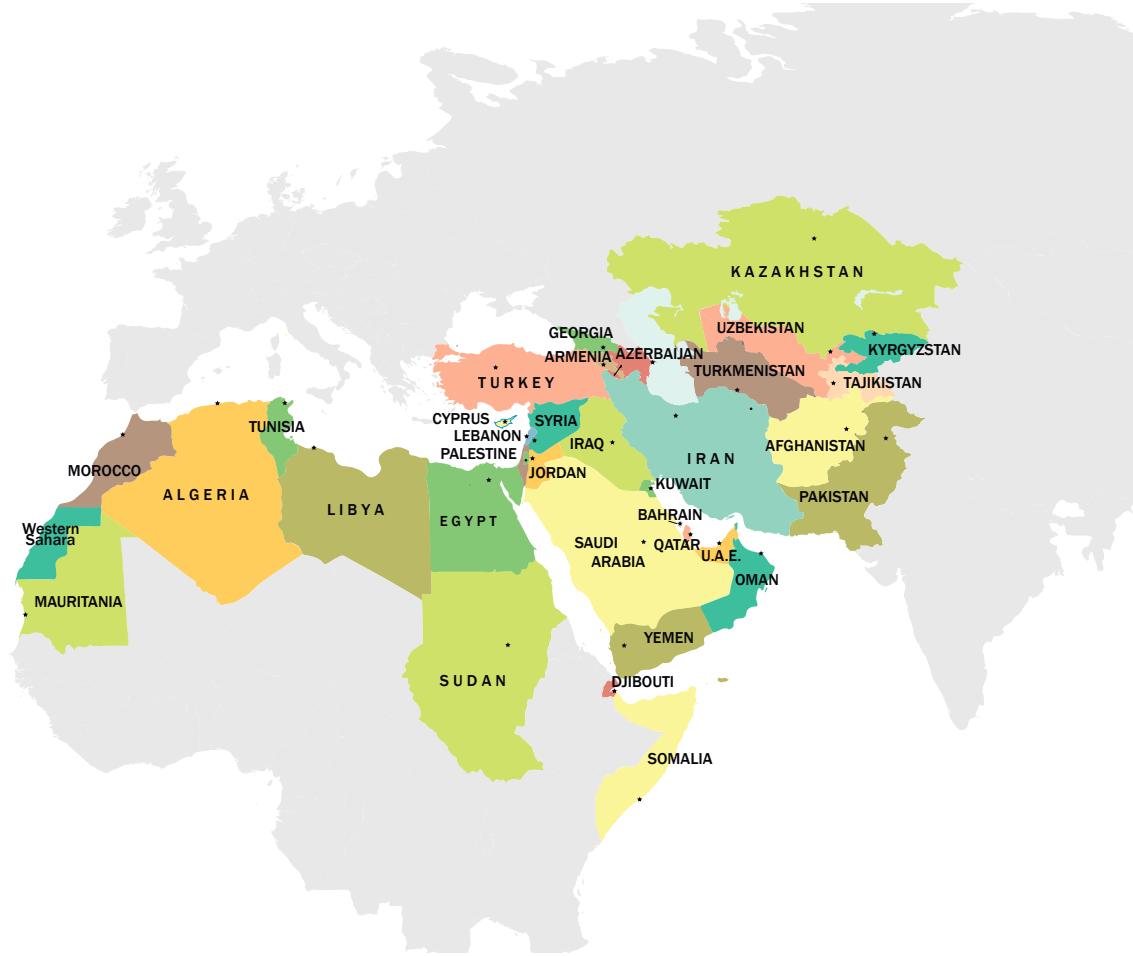 KAZAKHSTAN
UZBEKISTAN
GEORGIA
KYRGYZSTAN
ARMENIA
AZERBAIJAN
TURKMENISTAN
TURKEY
TAJIKISTAN
CYPRUS
SYRIA
TUNISIA
LEBANON
IRAQ
AFGHANISTAN
PALESTINE
IRAN
MOROCCO
JORDAN
KUWAIT
ALGERIA
PAKISTAN
LIBYA
BAHRAIN
EGYPT
Western
Sahara
SAUDI
ARABIA
QATAR
U.A.E.
OMAN
MAURITANIA
YEMEN
SUDAN
DJIBOUTI
SOMALIA